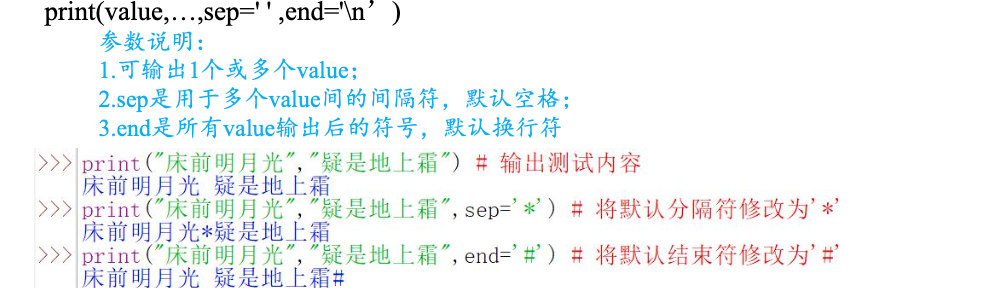 print(value,…,sep=' ',end='\n’)
参数说明：
1.可输出1个或多个value；
2.sep是用于多个value间的间隔符，默认空格；
3.end是所有value输出后的符号，默认换行符
>>> print("床前明月光","疑是地上霜") # 输出测试内容
床前明月光 疑是地上霜
>>> print("床前明月光","疑是地上霜",sep='*') # 将默认分隔符修改为'*'
床前明月光*疑是地上霜
>>> print("床前明月光","疑是地上霜",end='#') # 将默认结束符修改为'#'
床前明月光 疑是地上霜#